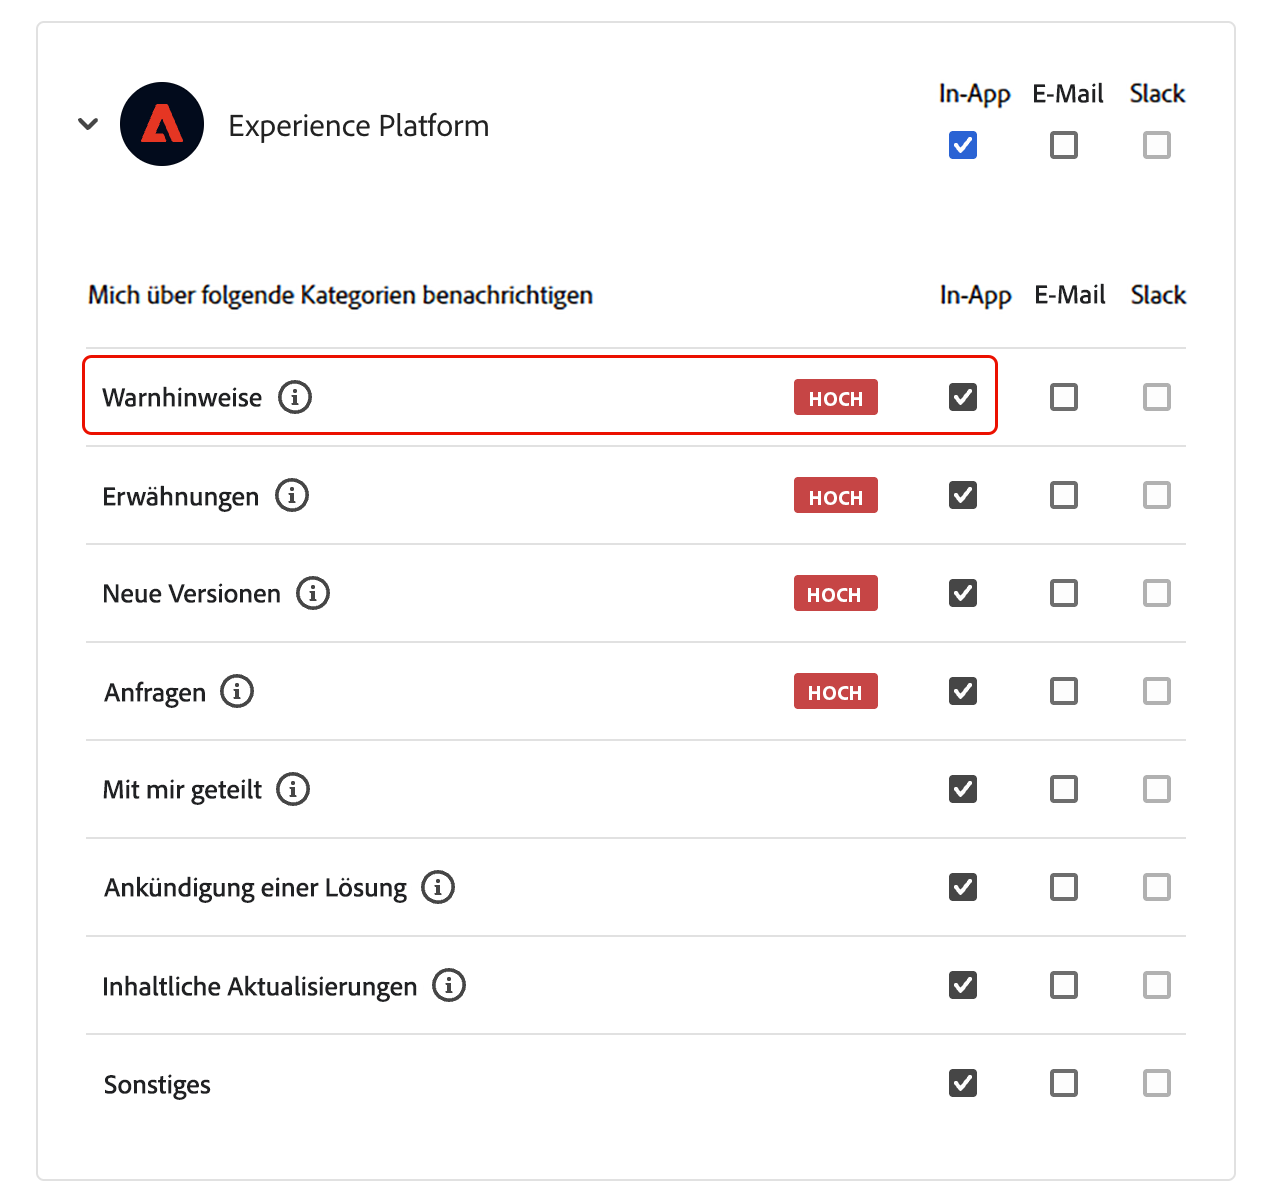 In-App E-Mail Slack
Experience Platform
Mich über folgende Kategorien benachrichtigen In-App E-Mail Slack
Warnhinweise HOCH
Erwähnungen HOCH
Neue Versionen HOCH
Anfragen HOCH
Mit mir geteilt
Ankündigung einer Lösung
Inhaltliche Aktualisierungen
Sonstiges